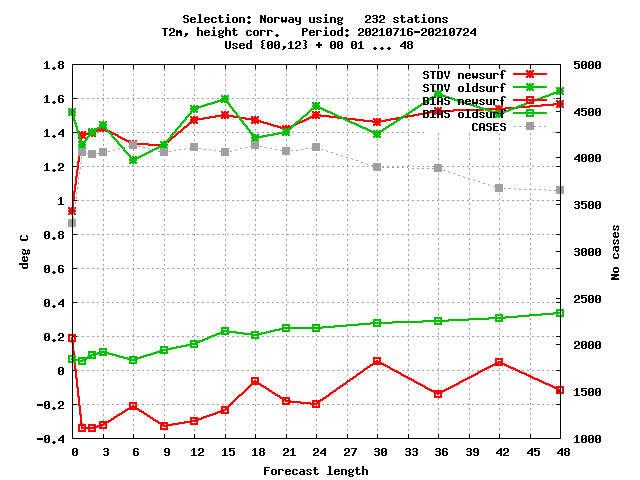 Selection: Norway using   232 stations
T2m, height corr.   Period: 20210716-20210724
Used {00,12} + 00 01 ... 48
1.8
1.6
1.4
1.2
1
0.8
0.6
0.4
0.2
0
-0.2
-0.4
deg C
STDV newsurf
STDV oldsurf
BIAS newsurf
BIAS oldsurf
CASES
5000
4500
4000
3500
3000
2500
2000
1500
1000
No cases
0 3 6 9 12 15 18 21 24 27 30 33 36 39 42 45 48
Forecast length